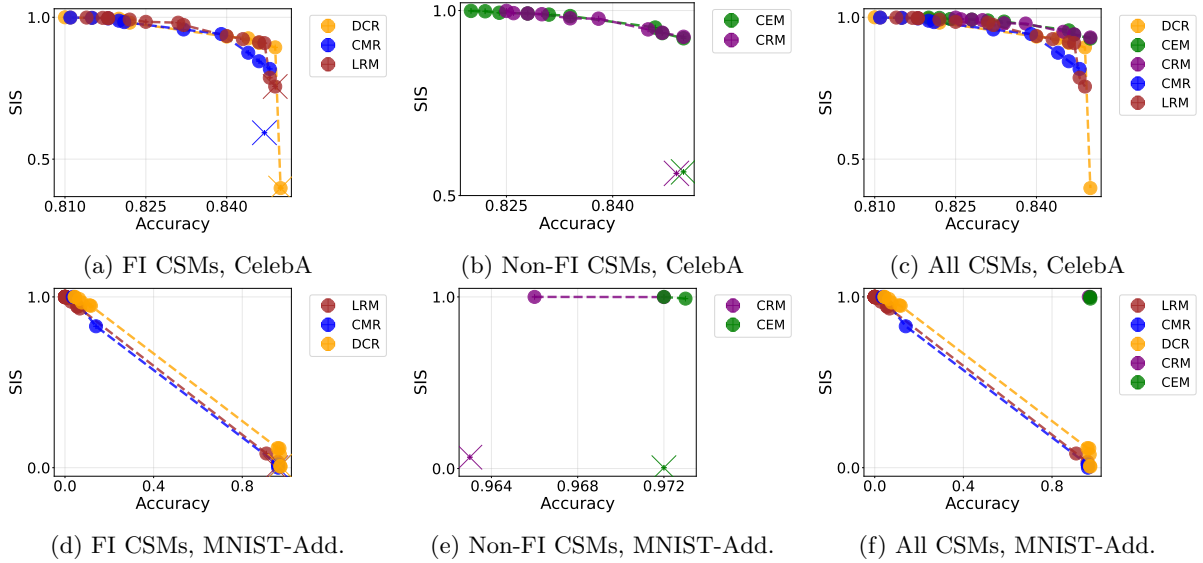 1.0
0.5
SIS
0.810
0.825
0.840
Accuracy
DCR
CMR
LRM
(a) FI CSMs, CelebA
1.0
0.5
SIS
0.825
0.840
Accuracy
CEM
CRM
(b) Non-FI CSMs, CelebA
1.0
0.5
SIS
0.810
0.825
0.840
Accuracy
DCR
CEM
CRM
CMR
LRM
(c) All CSMs, CelebA
1.0
0.0
SIS
0.0
0.4
0.8
Accuracy
LRM
CMR
DCR
(d) FI CSMs, MNIST-Add.
1.0
0.0
SIS
0.964
0.968
0.972
Accuracy
CRM
CEM
(e) Non-FI CSMs, MNIST-Add.
1.0
0.0
SIS
0.0
0.4
0.8
Accuracy
LRM
CMR
DCR
CRM
CEM
(f) All CSMs, MNIST-Add.